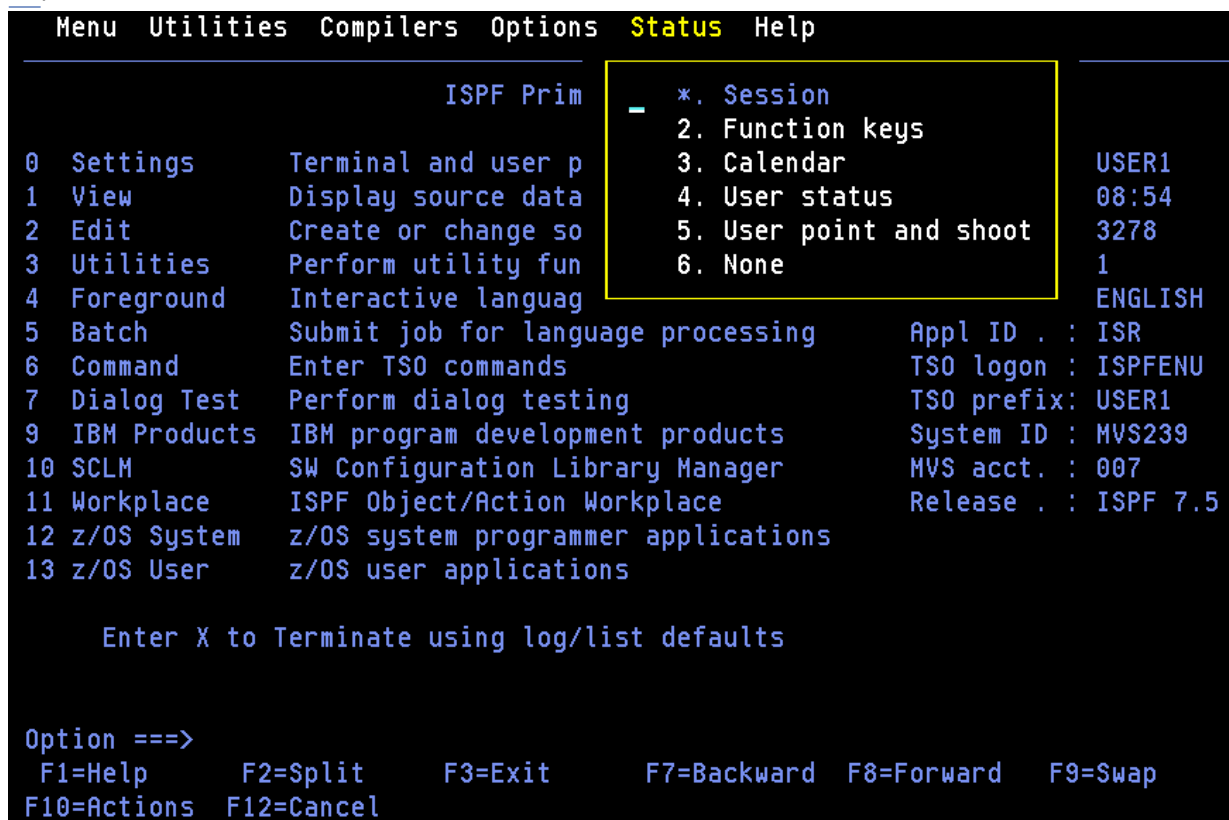 Menu Utilities Compilers Options Status Help
ISPF Prim *. Session
2. Function keys
0 Settings Terminal and user p 3. Calendar USER1
1 View Display source data 4. User status 08:54
2 Edit Create or change so 5. User point and shoot 3278
3 Utilities Perform utility fun 6. None 1
4 Foreground Interactive languag ENGLISH
5 Batch Submit job for language processing Appl ID . : ISR
6 Command Enter TSO commands TSO logon : ISPFENU
7 Dialog Test Perform dialog testing TSO prefix: USER1
9 IBM Products IBM program development products System ID : MVS239
10 SCLM SW Configuration Library Manager MVS acct. : 007
11 Workplace ISPF Object/Action Workplace Release . : ISPF 7.5
12 z/OS System z/OS system programmer applications
13 z/OS User z/OS user applications
Enter X to Terminate using log/list defaults
Option ===>
F1=Help F2=Split F3=Exit F7=Backward F8=Forward F9=Swap
F10=Actions F12=Cancel